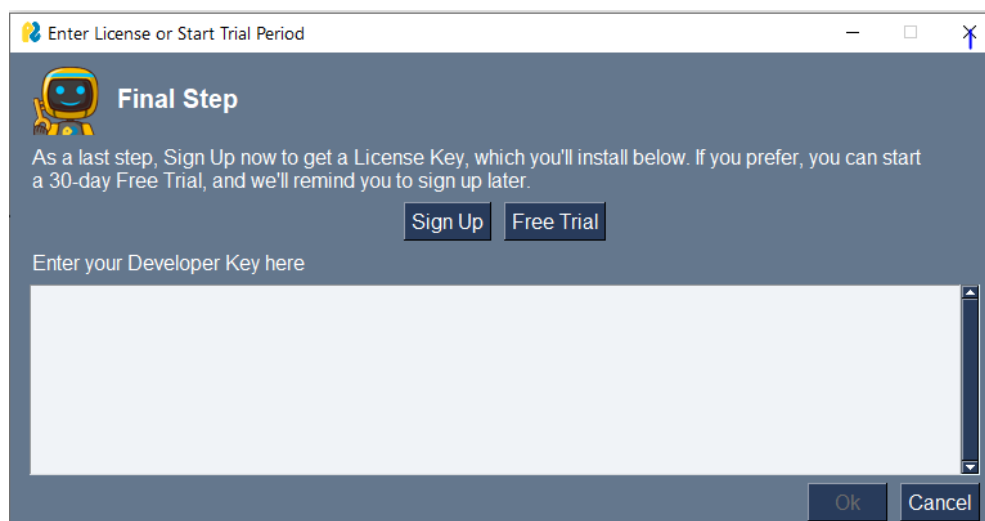 Enter License or Start Trial Period
Final Step
As a last step, Sign Up now to get a License Key, which you'll install below. If you prefer, you can start
a 30-day Free Trial, and we'll remind you to sign up later.
Sign Up Free Trial
Enter your Developer Key here
Ok Cancel